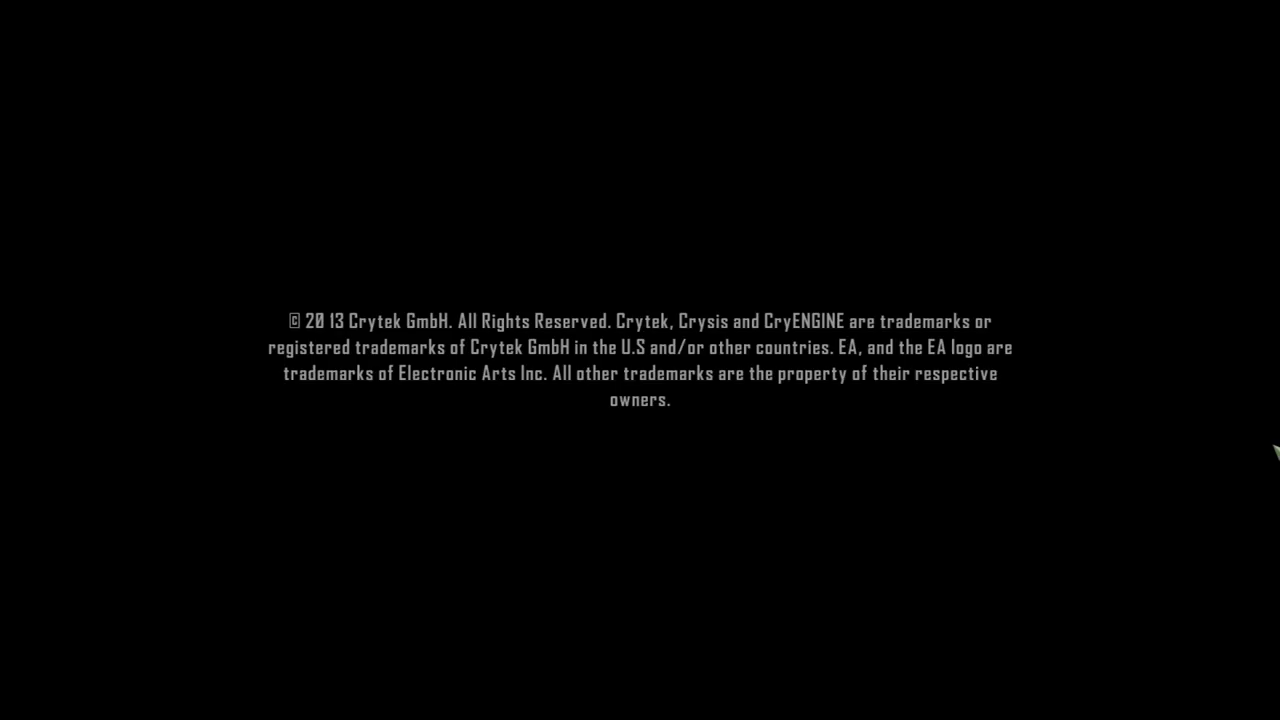 © 2013 Crytek GmbH. All Rights Reserved. Crytek, Crysis and CryENGINE are trademarks or
registered trademarks of Crytek GmbH in the U.S and/or other countries. EA, and the EA logo are
trademarks of Electronic Arts Inc. All other trademarks are the property of their respective
owners.